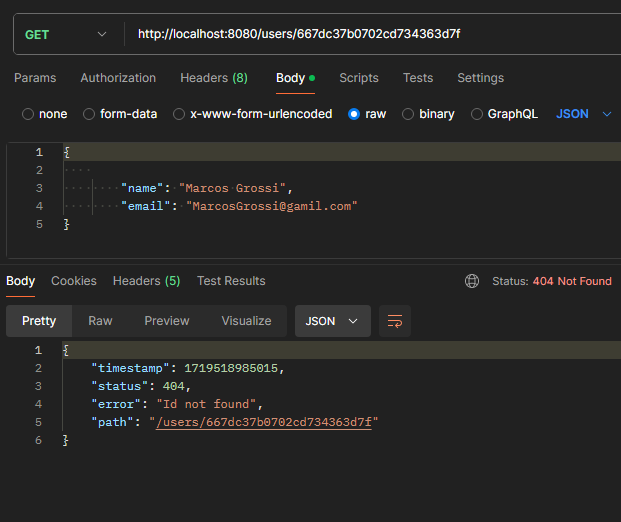 GET http://localhost:8080/users/667dc37b0702cd734363d7f
Params Authorization Headers (8) Body Scripts Tests Settings
none form-data x-www-form-urlencoded raw binary GraphQL JSON
1 {
2
3 "name": "Marcos Grossi",
4 "email": "MarcosGrossi@gamil.com"
5 }
Body Cookies Headers (5) Test Results Status: 404 Not Found
Pretty Raw Preview Visualize JSON
1 {
2 "timestamp": 1719518985015,
3 "status": 404,
4 "error": "Id not found",
5 "path": "/users/667dc37b0702cd734363d7f"
6 }